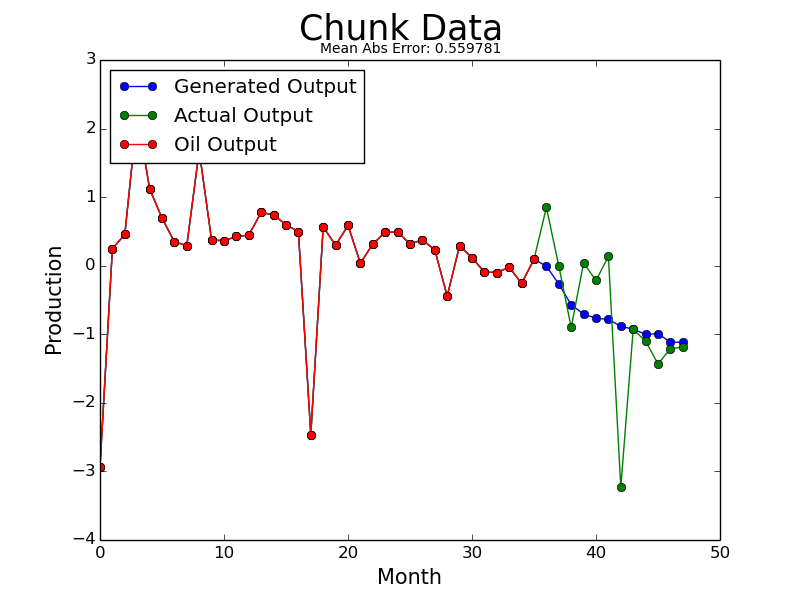 Chunk Data
Mean Abs Error: 0.559781
3
2
1
0
−1
−2
−3
−4
Generated Output
Actual Output
Oil Output
Production
0 10 20 30 40 50
Month